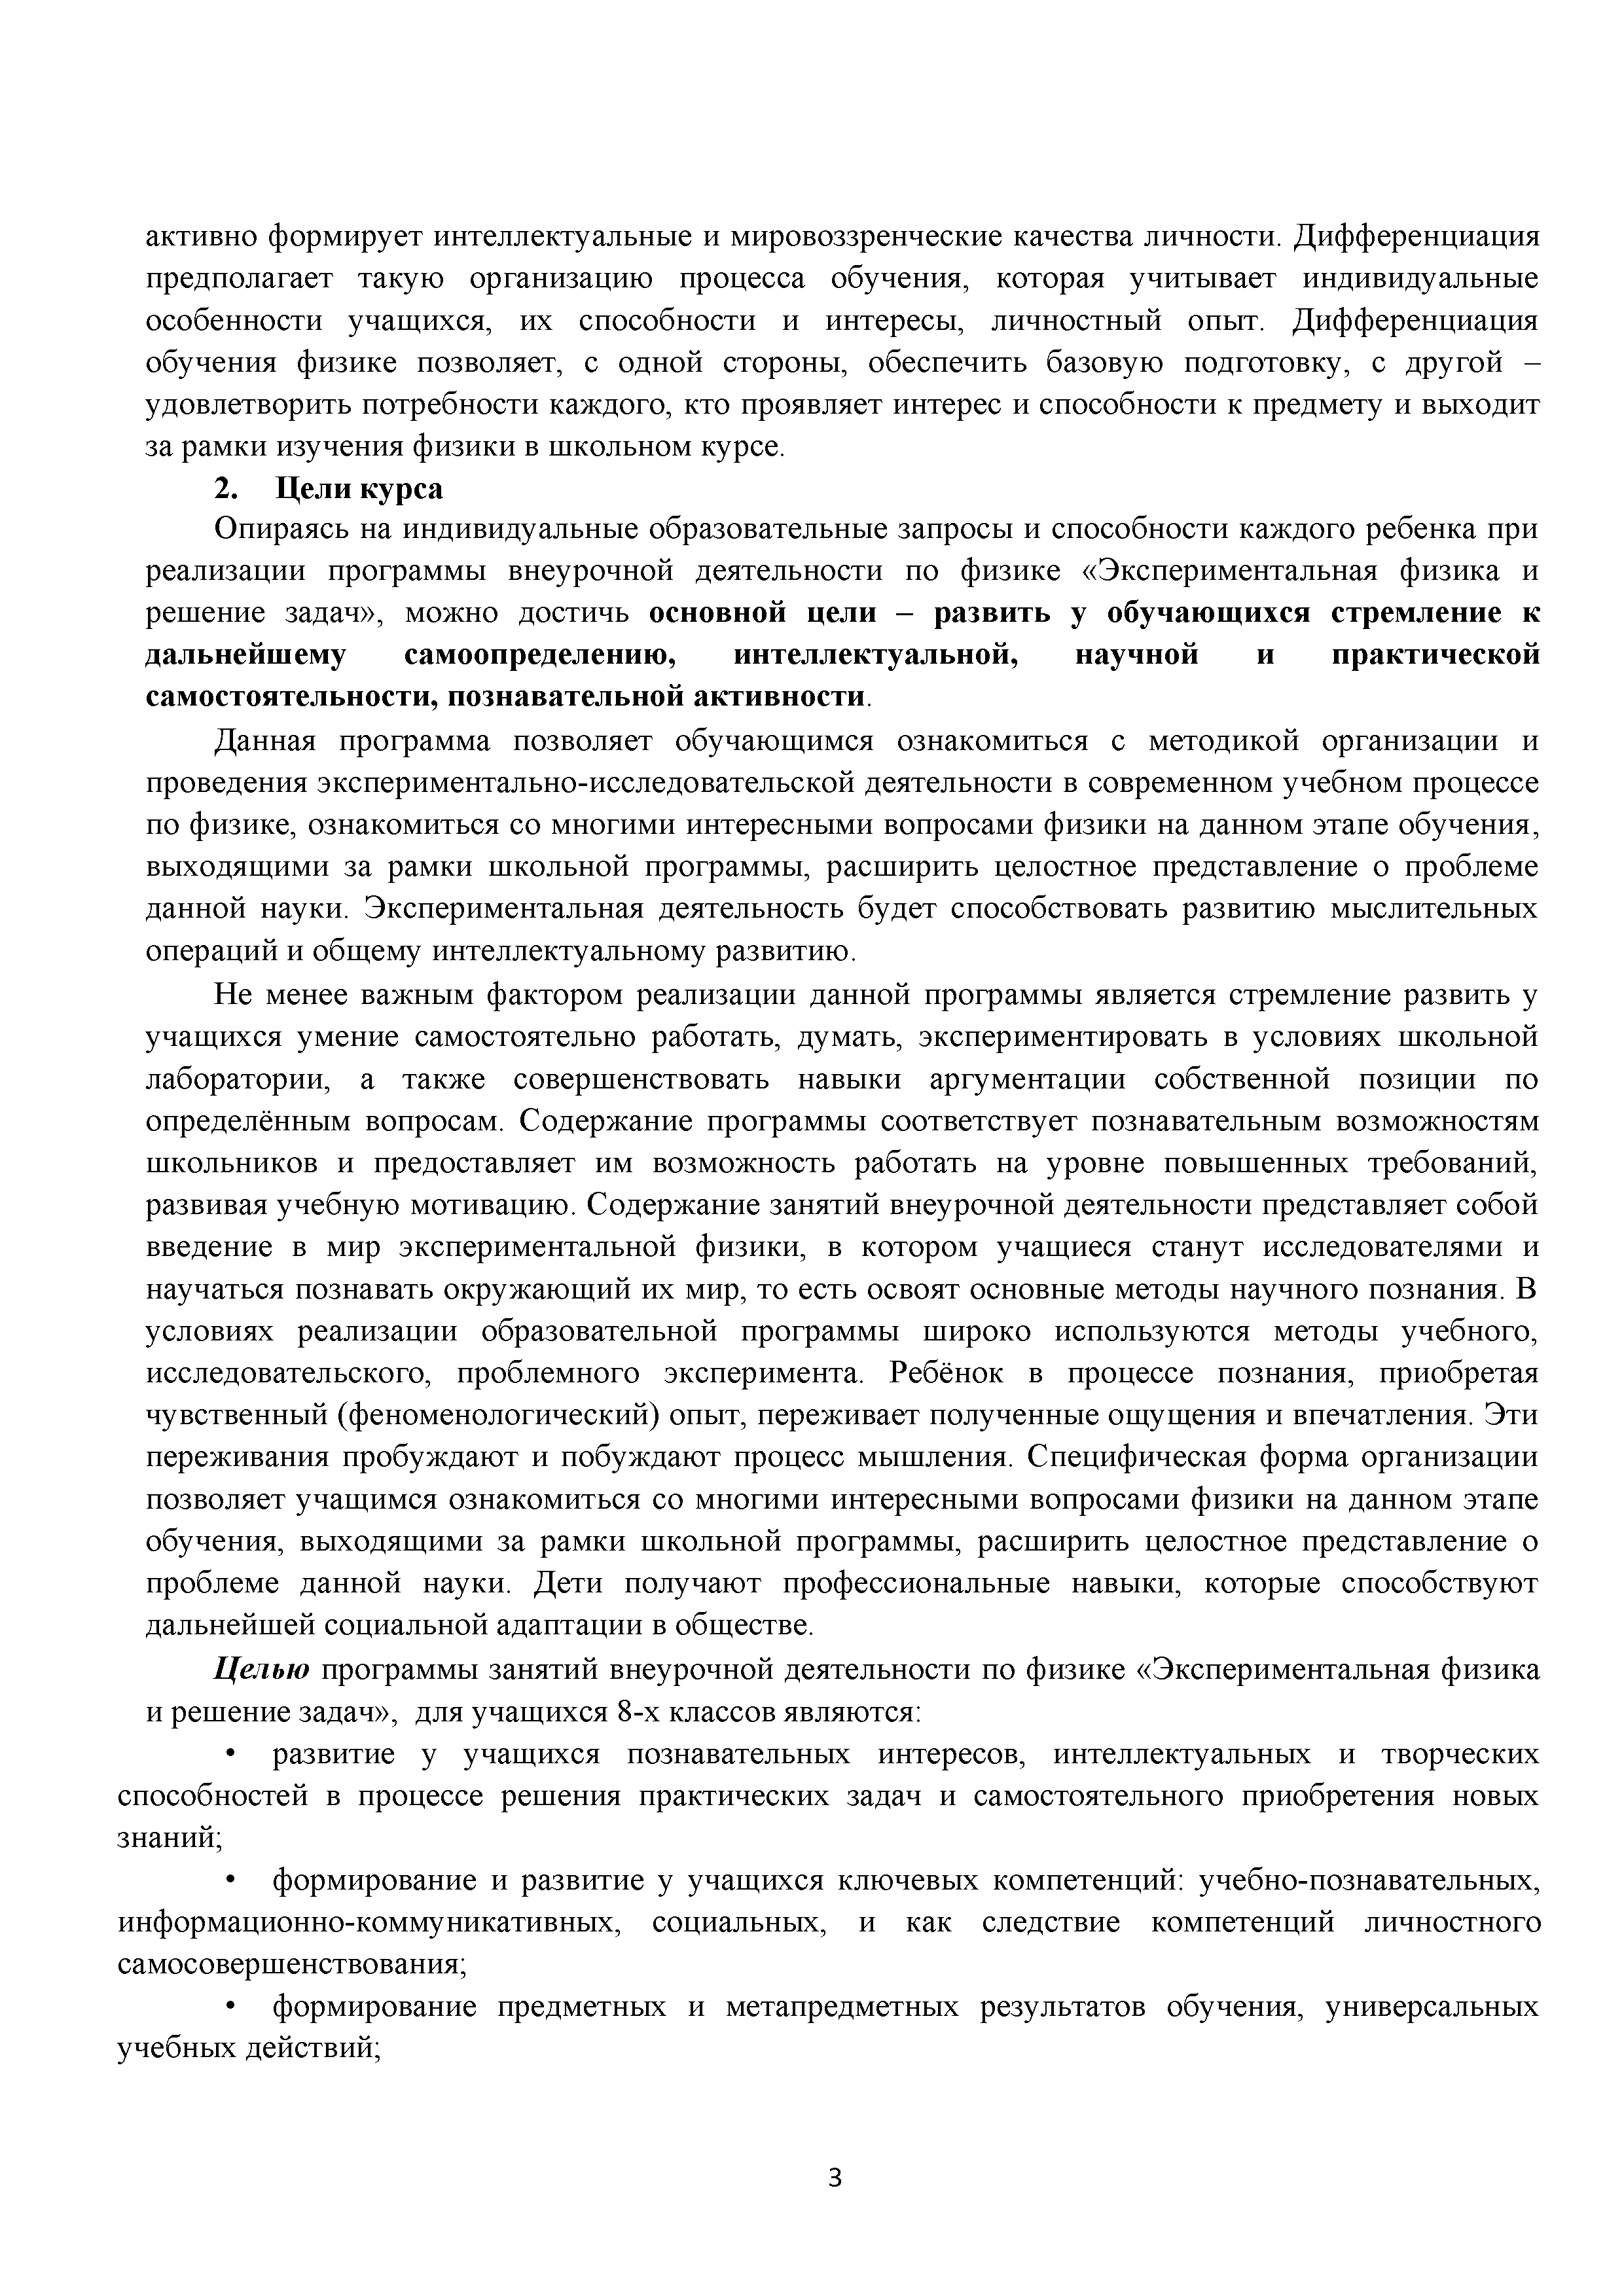 активно формирует интеллектуальные и мировоззренческие качества личности. Дифференциация
предполагает такую организацию процесса обучения, которая учитывает индивидуальные
особенности учащихся, их способности и интересы, личностный опыт. Дифференциация
обучения физике позволяет, с одной стороны, обеспечить базовую подготовку, с другой –
удовлетворить потребности каждого, кто проявляет интерес и способности к предмету и выходит
за рамки изучения физики в школьном курсе.
2. Цели курса
Опираясь на индивидуальные образовательные запросы и способности каждого ребенка при
реализации программы внеурочной деятельности по физике «Экспериментальная физика и
решение задач», можно достичь основной цели – развить у обучающихся стремление к
дальнейшему самоопределению, интеллектуальной, научной и практической
самостоятельности, познавательной активности.
Данная программа позволяет обучающимся ознакомиться с методикой организации и
проведения экспериментально-исследовательской деятельности в современном учебном процессе
по физике, ознакомиться со многими интересными вопросами физики на данном этапе обучения,
выходящими за рамки школьной программы, расширить целостное представление о проблеме
данной науки. Экспериментальная деятельность будет способствовать развитию мыслительных
операций и общему интеллектуальному развитию.
Не менее важным фактором реализации данной программы является стремление развить у
учащихся умение самостоятельно работать, думать, экспериментировать в условиях школьной
лаборатории, а также совершенствовать навыки аргументации собственной позиции по
определённым вопросам. Содержание программы соответствует познавательным возможностям
школьников и предоставляет им возможность работать на уровне повышенных требований,
развивая учебную мотивацию. Содержание занятий внеурочной деятельности представляет собой
введение в мир экспериментальной физики, в котором учащиеся станут исследователями и
научаться познавать окружающий их мир, то есть освоят основные методы научного познания. В
условиях реализации образовательной программы широко используются методы учебного,
исследовательского, проблемного эксперимента. Ребёнок в процессе познания, приобретая
чувственный (феноменологический) опыт, переживает полученные ощущения и впечатления. Эти
переживания пробуждают и побуждают процесс мышления. Специфическая форма организации
позволяет учащимся ознакомиться со многими интересными вопросами физики на данном этапе
обучения, выходящими за рамки школьной программы, расширить целостное представление о
проблеме данной науки. Дети получают профессиональные навыки, которые способствуют
дальнейшей социальной адаптации в обществе.
Целью программы занятий внеурочной деятельности по физике «Экспериментальная физика
и решение задач», для учащихся 8-х классов являются:
• развитие у учащихся познавательных интересов, интеллектуальных и творческих
способностей в процессе решения практических задач и самостоятельного приобретения новых
знаний;
• формирование и развитие у учащихся ключевых компетенций: учебно-познавательных,
информационно-коммуникативных, социальных, и как следствие компетенций личностного
самосовершенствования;
• формирование предметных и метапредметных результатов обучения, универсальных
учебных действий;
3